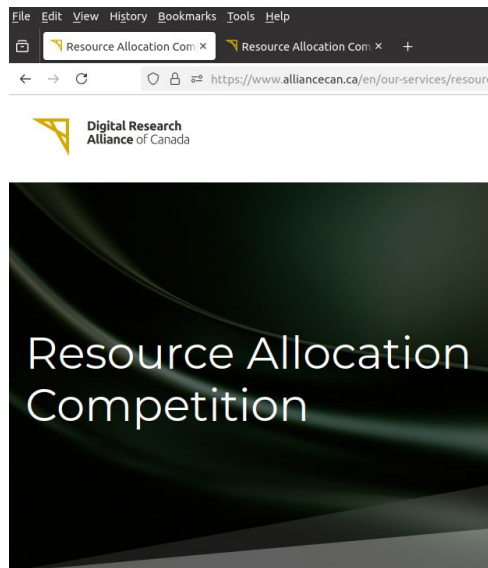 File Edit View History Bookmarks Tools Help
Resource Allocation Com × Resource Allocation Com × +
https://www.alliancecan.ca/en/our-services/resour
Digital Research
Alliance of Canada
Resource Allocation
Competition